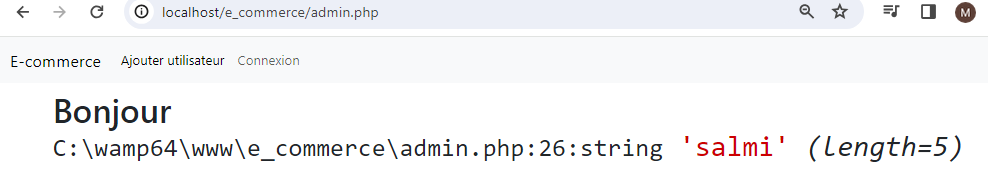 localhost/e_commerce/admin.php
M
E-commerce Ajouter utilisateur Connexion
Bonjour
C:\wamp64\www\e_commerce\admin.php:26:string 'salmi' (length=5)